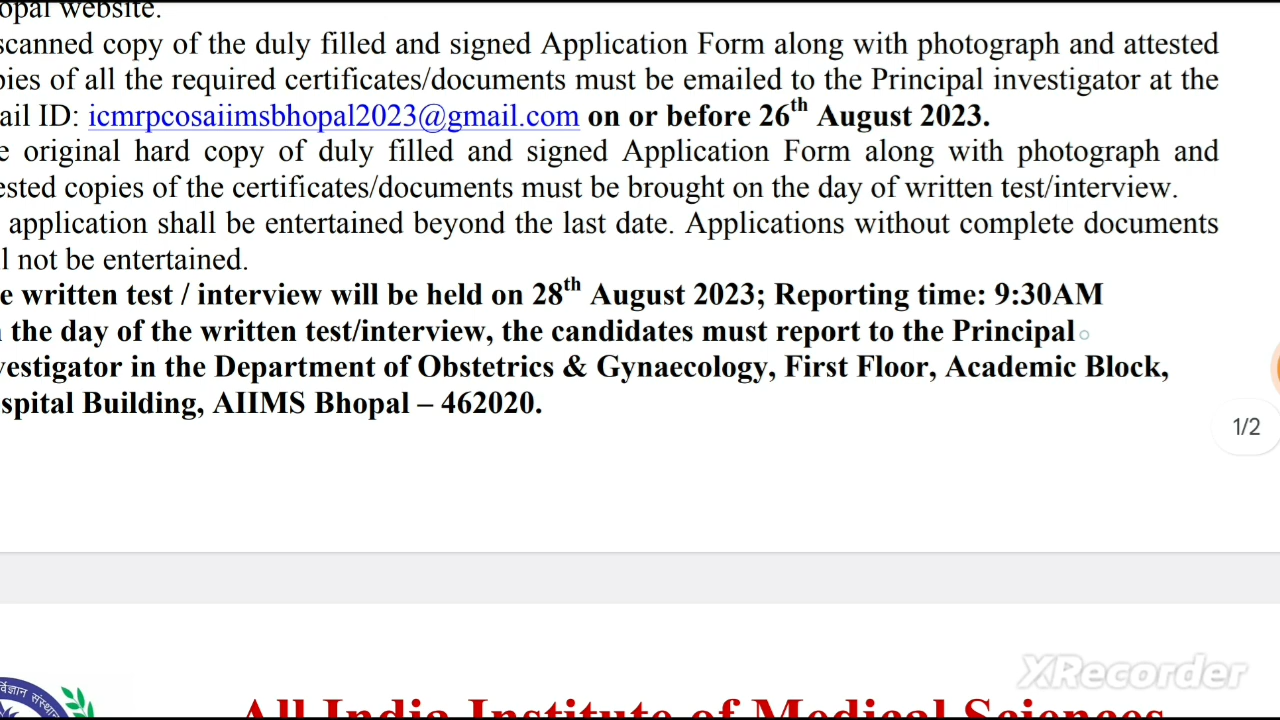 opal website.
scanned copy of the duly filled and signed Application Form along with photograph and attested
pies of all the required certificates/documents must be emailed to the Principal investigator at the
ail ID: icmrpcosaiimsbhopal2023@gmail.com on or before 26th August 2023.
e original hard copy of duly filled and signed Application Form along with photograph and
ested copies of the certificates/documents must be brought on the day of written test/interview.
application shall be entertained beyond the last date. Applications without complete documents
l not be entertained.
e written test / interview will be held on 28th August 2023; Reporting time: 9:30AM
the day of the written test/interview, the candidates must report to the Principal
vestigator in the Department of Obstetrics & Gynaecology, First Floor, Academic Block,
spital Building, AIIMS Bhopal – 462020.
1/2
XRecorder
All India Institute of Medical Sciences